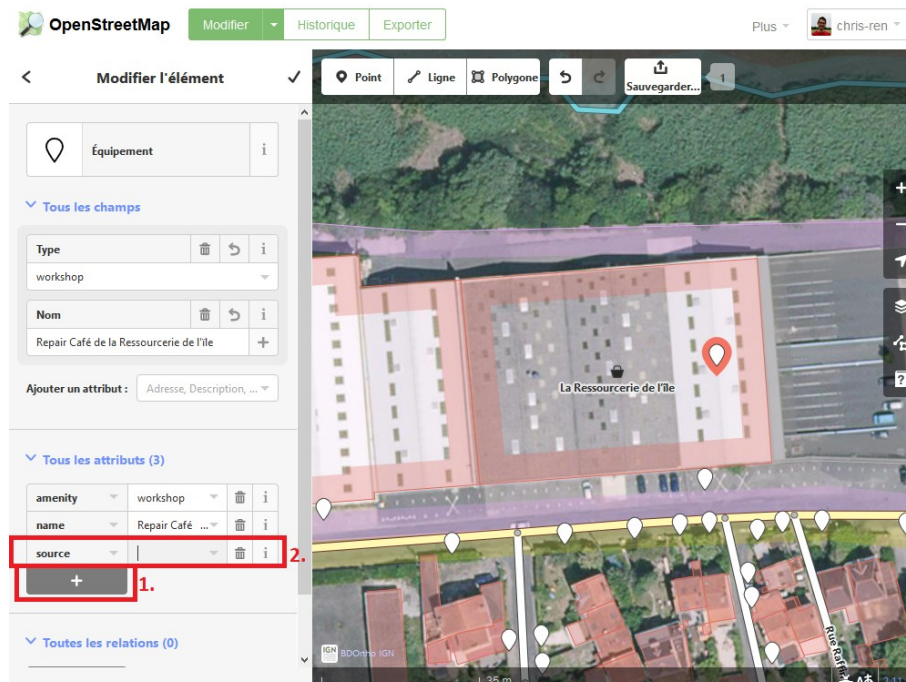 OpenStreetMap Modifier Historique Exporter Plus chris-ren
Modifier l'élément
Point Ligne Polygone Sauvegarder... 1
Équipement i
Tous les champs
Type i
workshop
Nom i
Repair Café de la Ressourcerie de l'île +
Ajouter un attribut : Adresse, Description, ...
La Ressourcerie de l'île
Tous les attributs (3)
amenity workshop i
name Repair Café ... i
source i 2.
+ 1.
Toutes les relations (0)
IGN BDOrtho IGN
35 m